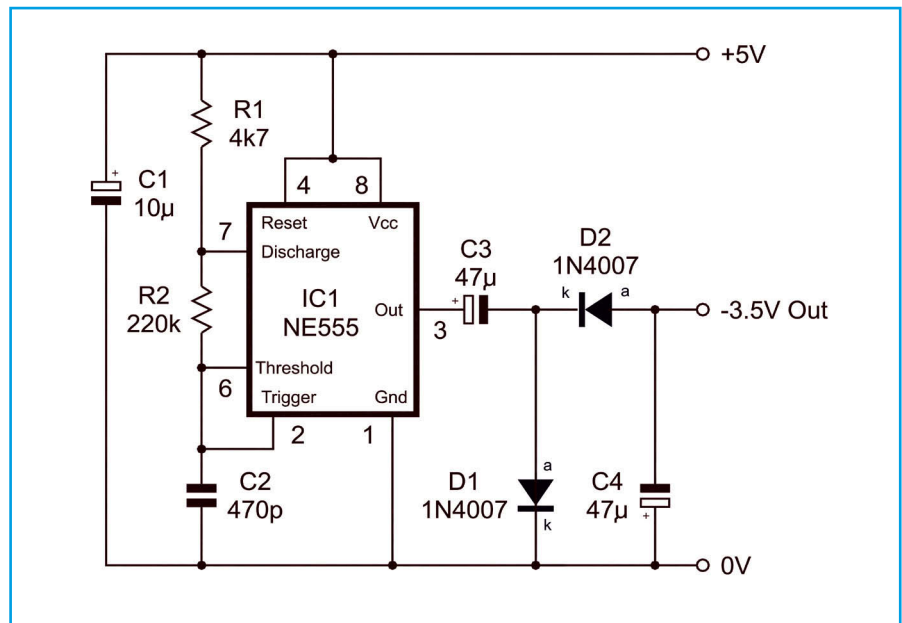 +5V
R1
4k7
+
C1
10µ
4
8
Reset
Vcc
7
Discharge
R2
220k
IC1
NE555
Out
3
C3
47µ
+
D2
1N4007
k
a
-3.5V Out
6
Threshold
Trigger
Gnd
2
1
C2
470p
D1
1N4007
a
k
C4
47µ
+
0V